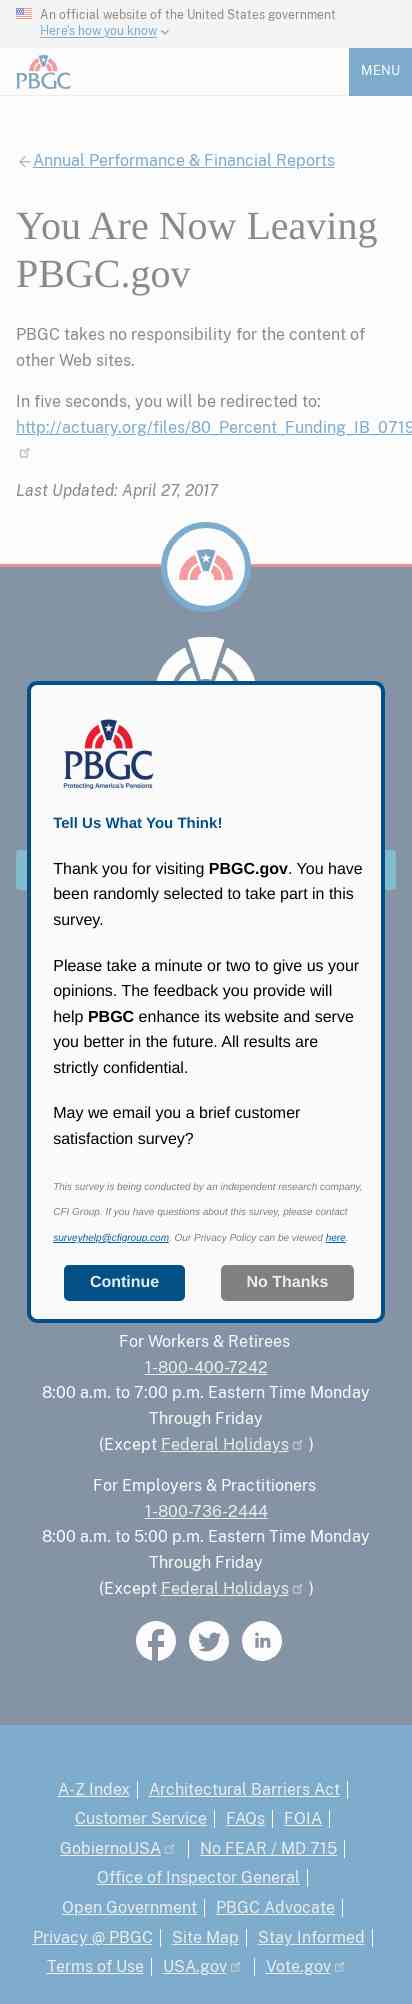 An official website of the United States government
Here's how you know
PBGC
MENU
Annual Performance & Financial Reports
You Are Now Leaving
PBGC.gov
PBGC takes no responsibility for the content of
other Web sites.
In five seconds, you will be redirected to:
http://actuary.org/files/80_Percent_Funding_IB_0719
Last Updated: April 27, 2017
PBGC
Protecting America's Pensions
Tell Us What You Think!
Thank you for visiting PBGC.gov. You have
been randomly selected to take part in this
survey.
Please take a minute or two to give us your
opinions. The feedback you provide will
help PBGC enhance its website and serve
you better in the future. All results are
strictly confidential.
May we email you a brief customer
satisfaction survey?
This survey is being conducted by an independent research company,
CFI Group. If you have questions about this survey, please contact
surveyhelp@cfigroup.com. Our Privacy Policy can be viewed here.
Continue
No Thanks
For Workers & Retirees
1-800-400-7242
8:00 a.m. to 7:00 p.m. Eastern Time Monday
Through Friday
(Except Federal Holidays )
For Employers & Practitioners
1-800-736-2444
8:00 a.m. to 5:00 p.m. Eastern Time Monday
Through Friday
(Except Federal Holidays )
A-Z Index | Architectural Barriers Act |
Customer Service | FAQs | FOIA |
GobiernoUSA | No FEAR / MD 715 |
Office of Inspector General |
Open Government | PBGC Advocate |
Privacy @ PBGC | Site Map | Stay Informed |
Terms of Use | USA.gov | Vote.gov